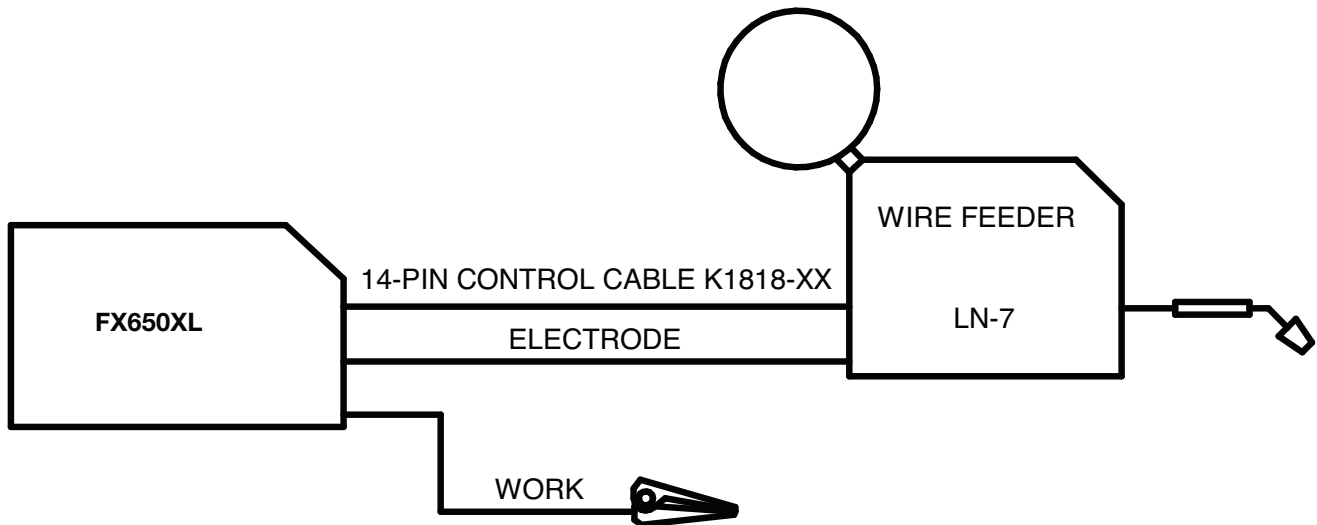 WIRE FEEDER
14-PIN CONTROL CABLE K1818-XX
FX650XL
LN-7
ELECTRODE
WORK